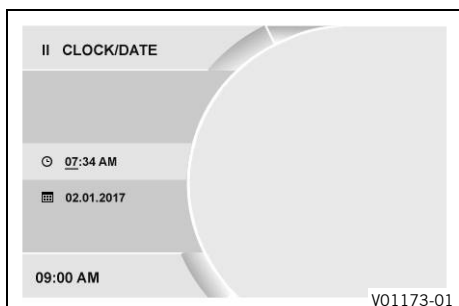 II CLOCK/DATE
07:34 AM
02.01.2017
09:00 AM
V01173-01